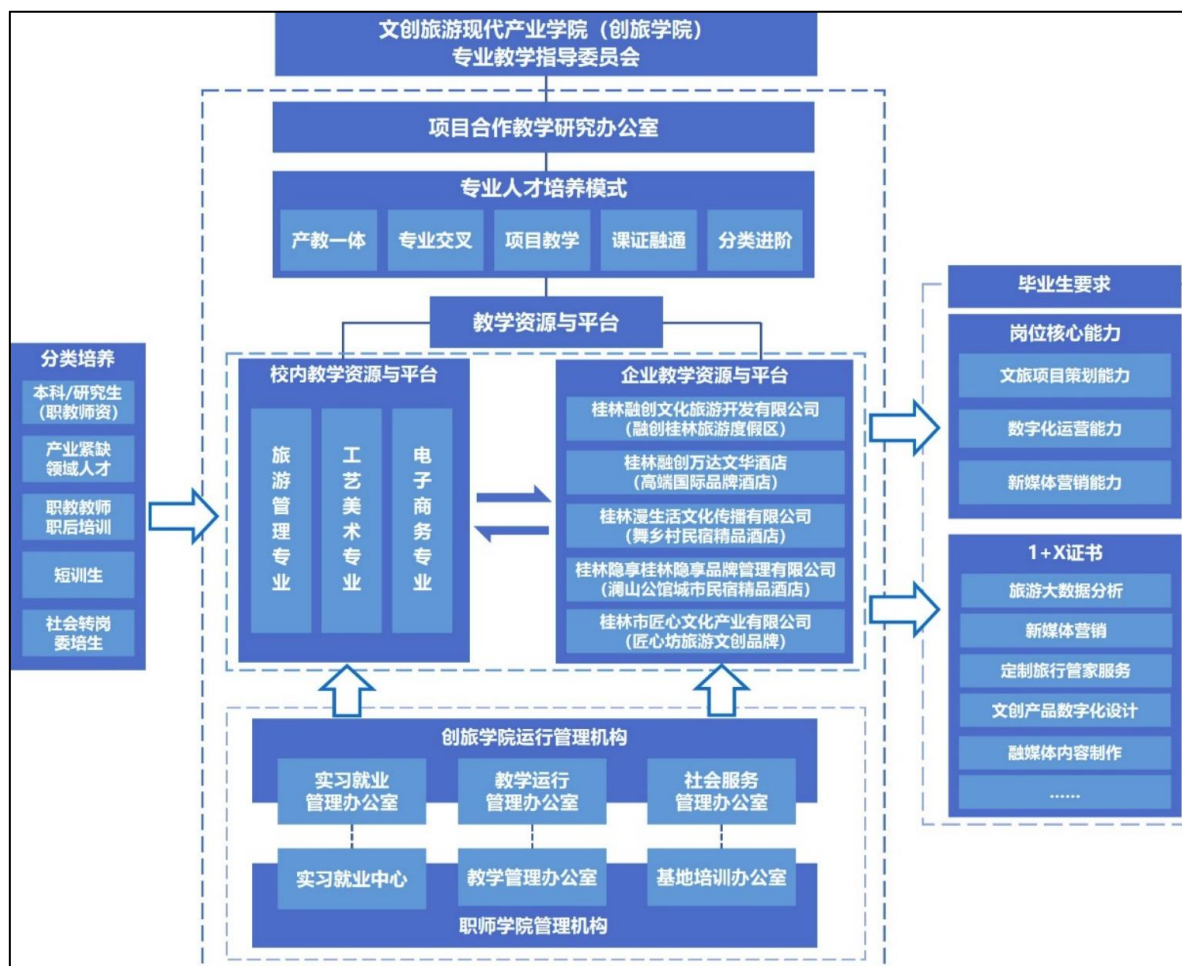 文创旅游现代产业学院（创旅学院）
专业教学指导委员会
项目合作教学研究办公室
专业人才培养模式
产教一体
专业交叉
项目教学
课证融通
分类进阶
教学资源与平台
分类培养
本科/研究生
(职教师资)
产业紧缺
领域人才
职教教师
职后培训
短训生
社会转岗
委培生
校内教学资源与平台
旅游管理专业
工艺美术专业
电子商务专业
企业教学资源与平台
桂林融创文化旅游开发有限公司
(融创桂林旅游度假区)
桂林融创万达文华酒店
(高端国际品牌酒店)
桂林漫生活文化传播有限公司
(舞乡村民宿精品酒店)
桂林隐享桂林隐享品牌管理有限公司
(澜山公馆城市民宿精品酒店)
桂林市匠心文化产业有限公司
(匠心坊旅游文创品牌)
毕业生要求
岗位核心能力
文旅项目策划能力
数字化运营能力
新媒体营销能力
1+X证书
旅游大数据分析
新媒体营销
定制旅行管家服务
文创产品数字化设计
融媒体内容制作
……
创旅学院运行管理机构
实习就业
管理办公室
教学运行
管理办公室
社会服务
管理办公室
实习就业中心
教学管理办公室
基地培训办公室
职师学院管理机构